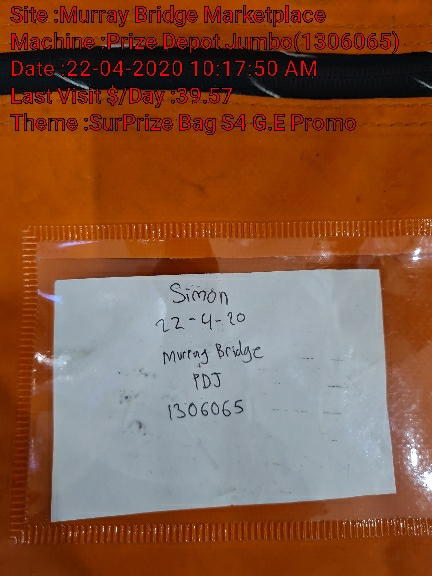 Site :Murray Bridge Marketplace
Machine :Prize Depot Jumbo(1306065)
Date :22-04-2020 10:17:50 AM
Last Visit $/Day :39.57
Theme :SurPrize Bag S4 G.E Promo
Simon
22-4-20
Murray Bridge
PDJ
1306065